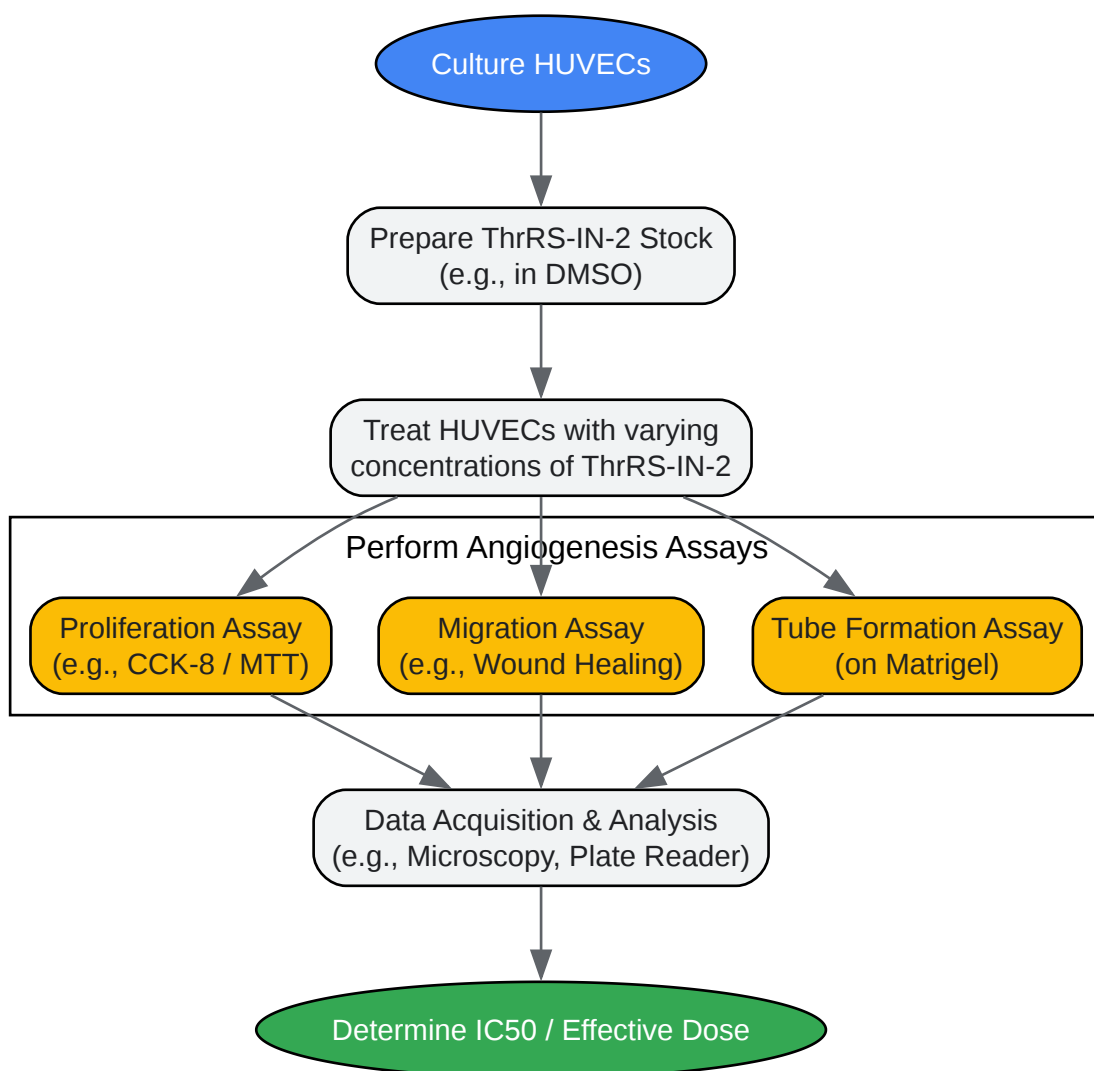 Culture HUVECs
Prepare ThrRS-IN-2 Stock
(e.g., in DMSO)
Treat HUVECs with varying
concentrations of ThrRS-IN-2
Perform Angiogenesis Assays
Proliferation Assay
(e.g., CCK-8 / MTT)
Migration Assay
(e.g., Wound Healing)
Tube Formation Assay
(on Matrigel)
Data Acquisition & Analysis
(e.g., Microscopy, Plate Reader)
Determine IC50 / Effective Dose